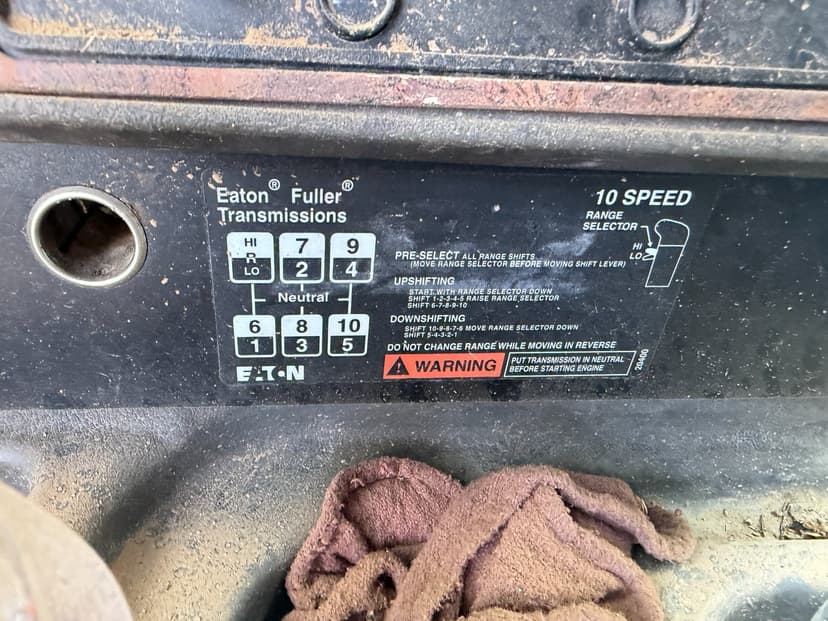 Eaton® Fuller®
Transmissions
HI 7 9
R
LO 2 4
Neutral
6 8 10
1 3 5
EATON
10 SPEED
RANGE
SELECTOR
HI
LO
PRE-SELECT ALL RANGE SHIFTS
(MOVE RANGE SELECTOR BEFORE MOVING SHIFT LEVER)
UPSHIFTING
START WITH RANGE SELECTOR DOWN
SHIFT 1-2-3-4-5 RAISE RANGE SELECTOR
SHIFT 6-7-8-9-10
DOWNSHIFTING
SHIFT 10-9-8-7-6 MOVE RANGE SELECTOR DOWN
SHIFT 5-4-3-2-1
DO NOT CHANGE RANGE WHILE MOVING IN REVERSE
WARNING
PUT TRANSMISSION IN NEUTRAL
BEFORE STARTING ENGINE
20400